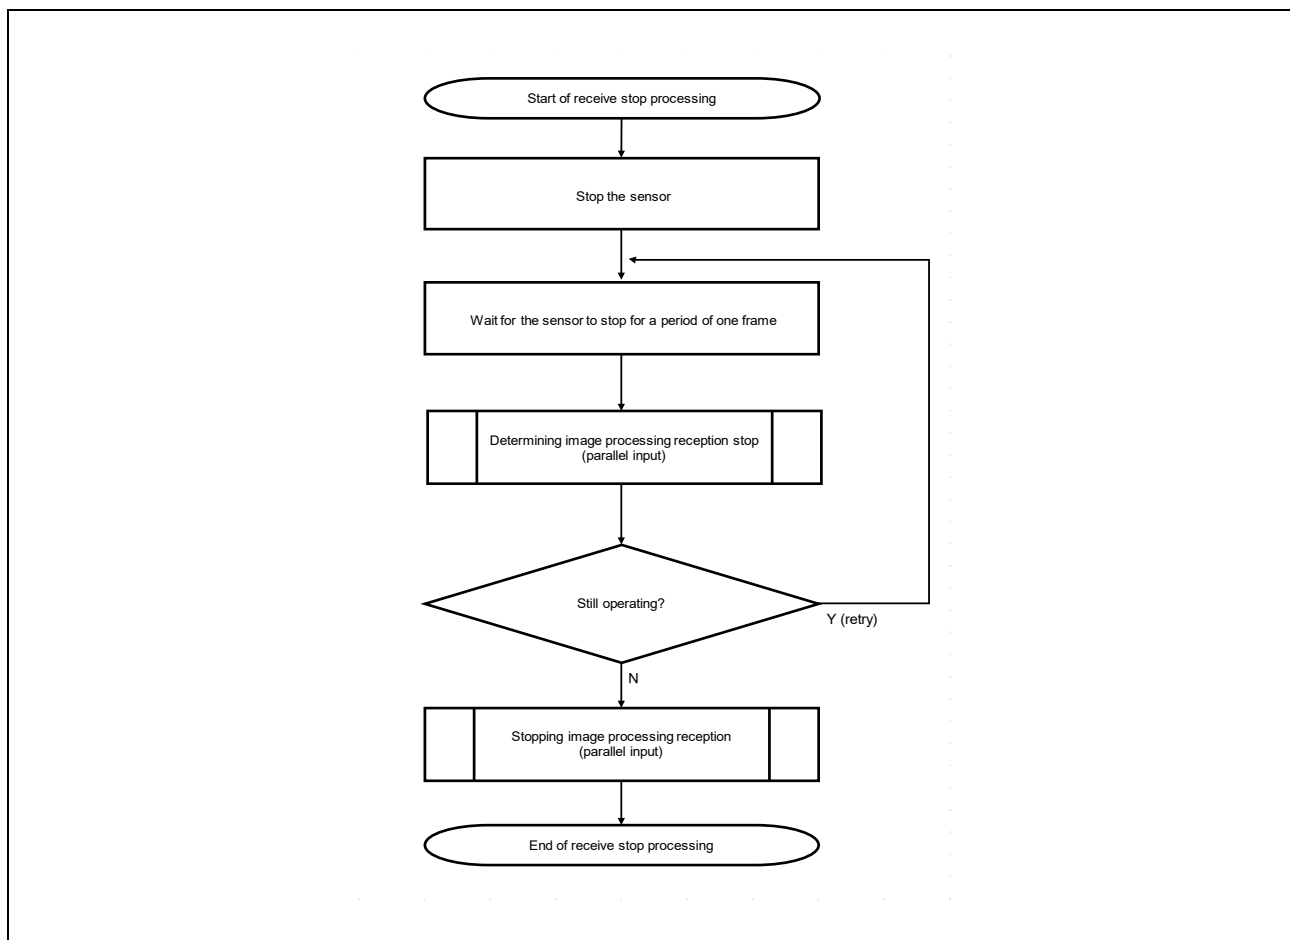 Start of receive stop processing
Stop the sensor
Wait for the sensor to stop for a period of one frame
Determining image processing reception stop
(parallel input)
Still operating?
Y (retry)
N
Stopping image processing reception
(parallel input)
End of receive stop processing